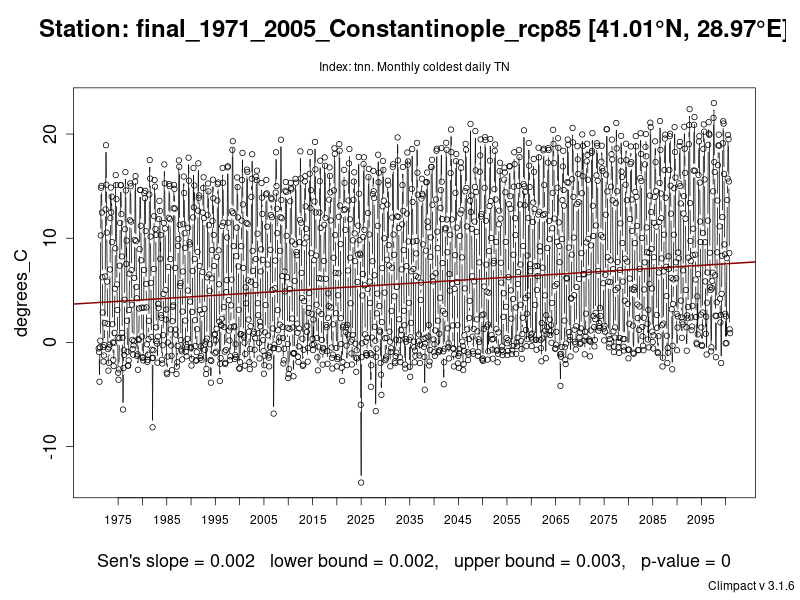 Station: final_1971_2005_Constantinople_rcp85 [41.01°N, 28.97°E]
Index: tnn. Monthly coldest daily TN
degrees_C
20
10
0
-10
1975 1985 1995 2005 2015 2025 2035 2045 2055 2065 2075 2085 2095
Sen's slope = 0.002 lower bound = 0.002, upper bound = 0.003, p-value = 0
Climpact v 3.1.6